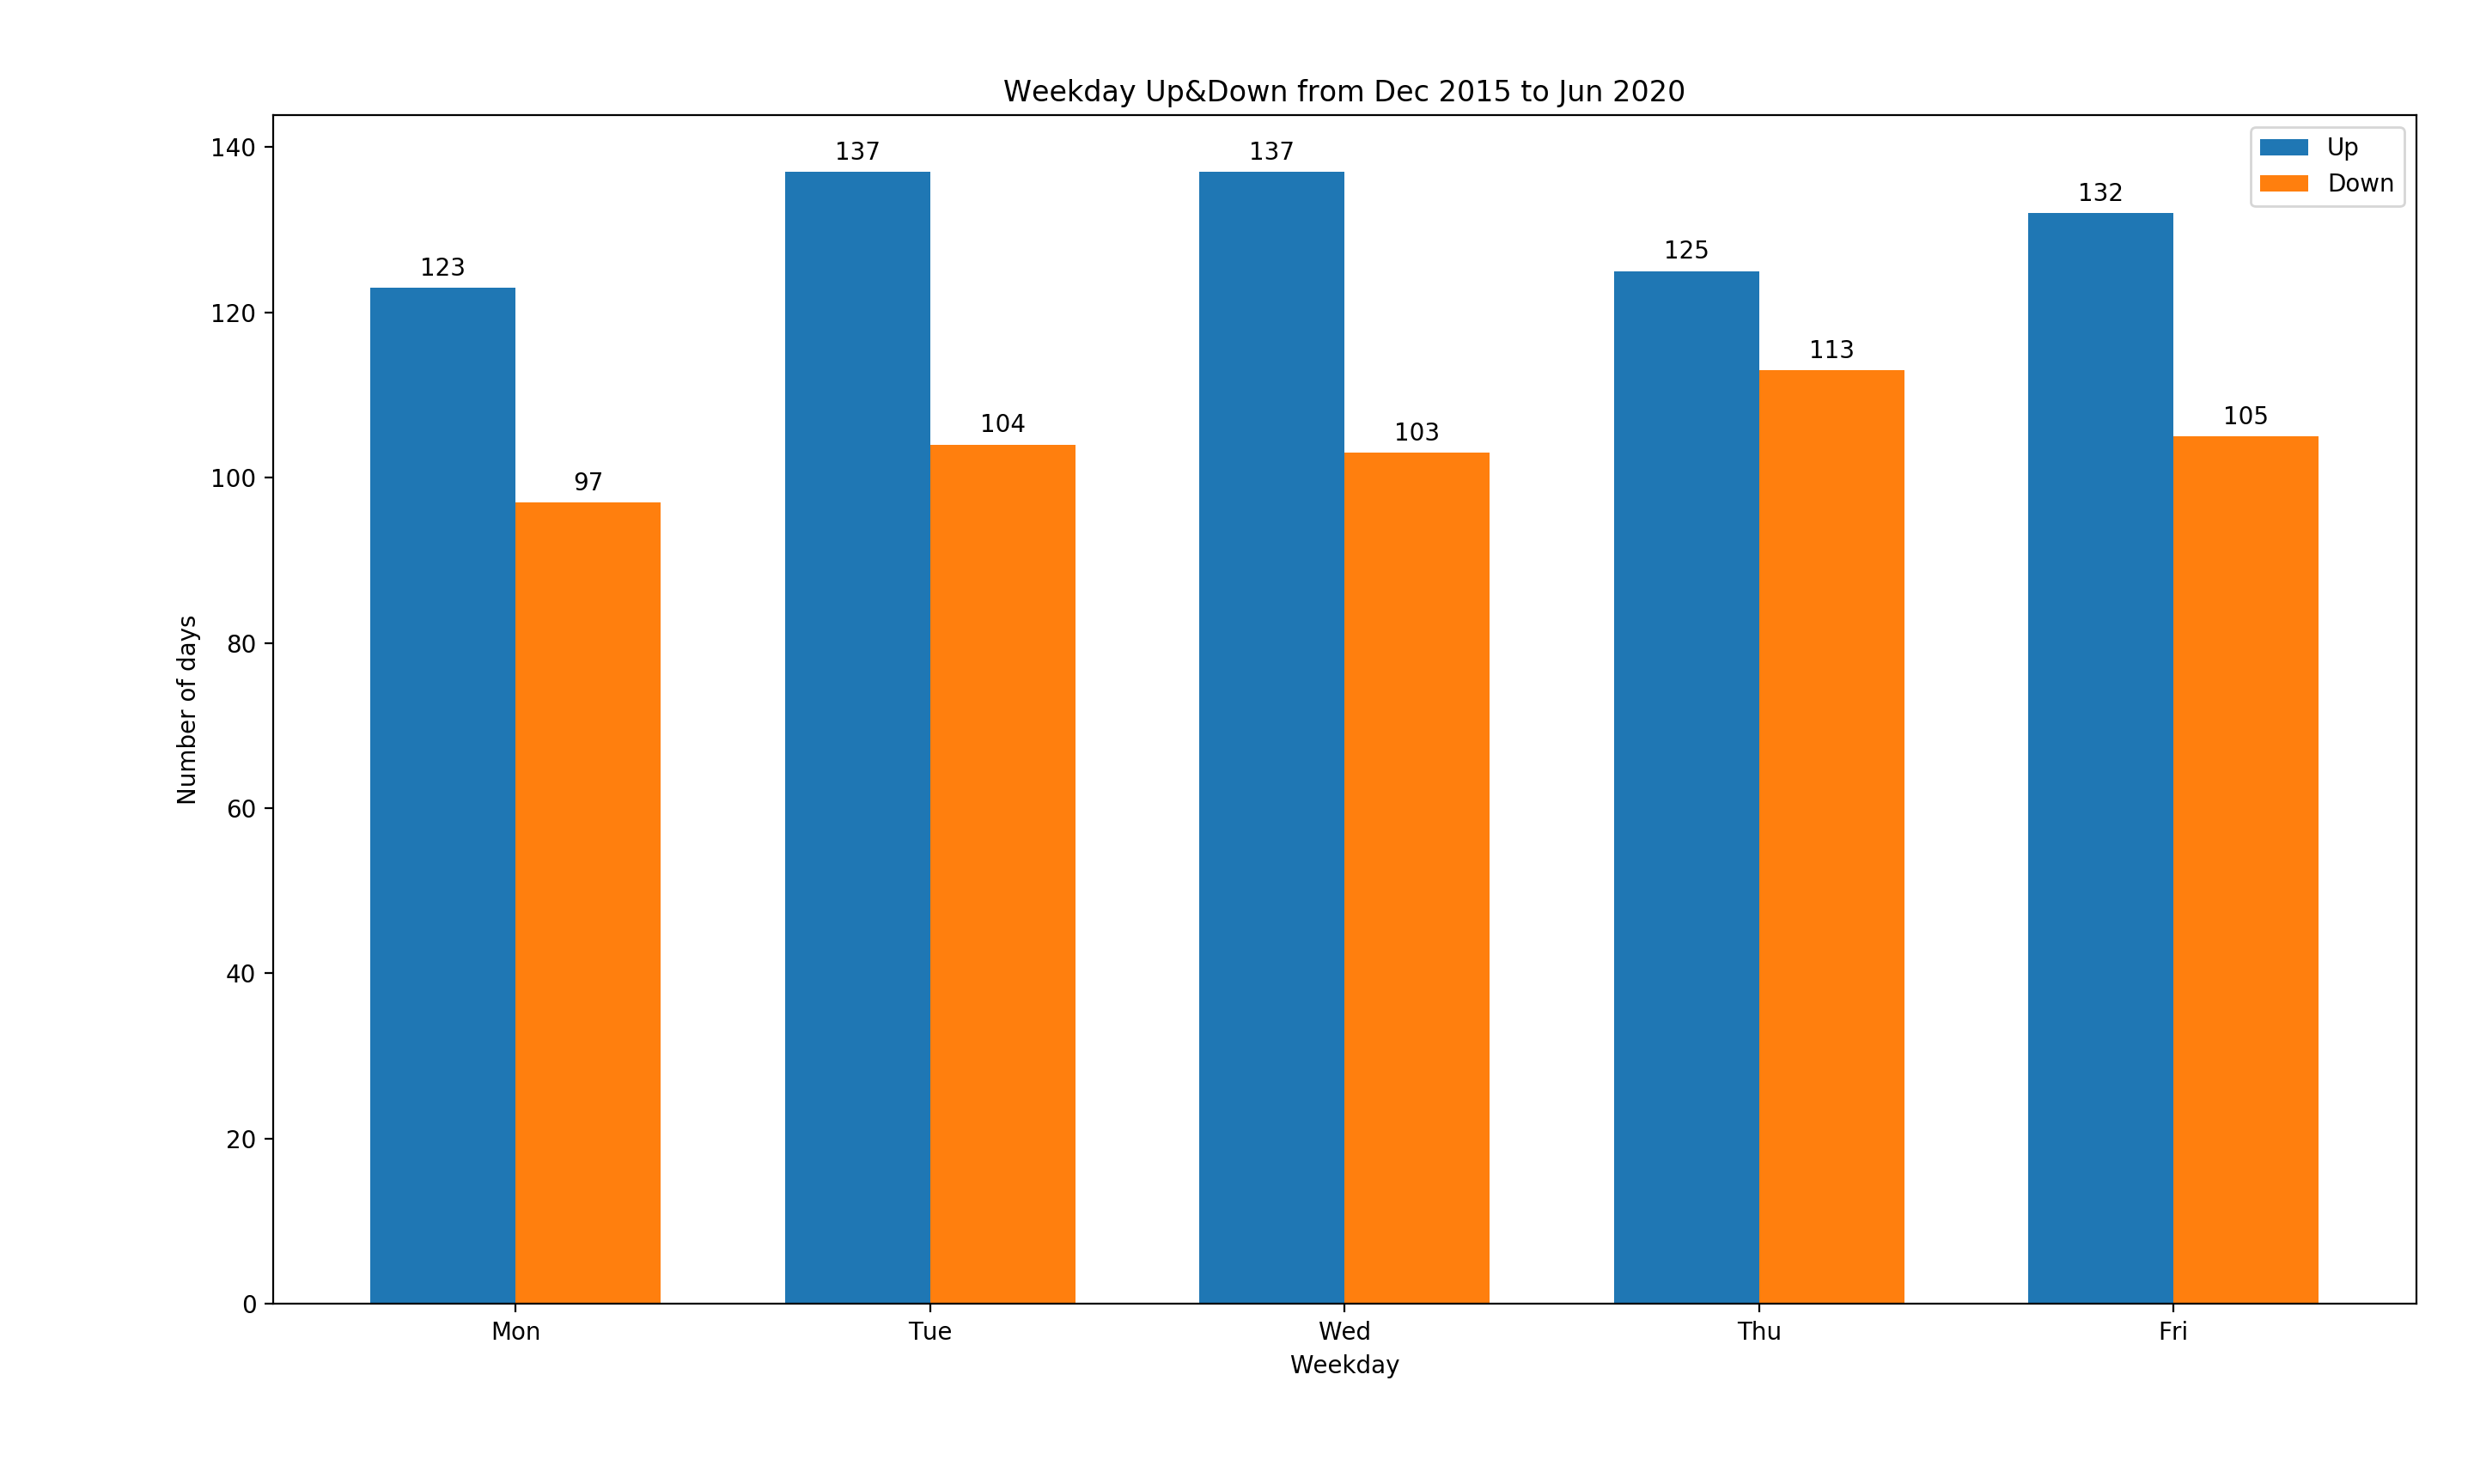 Weekday Up&Down from Dec 2015 to Jun 2020
Up
Down
140
120
100
80
60
40
20
0
Number of days
123
97
137
104
137
103
125
113
132
105
Mon
Tue
Wed
Thu
Fri
Weekday